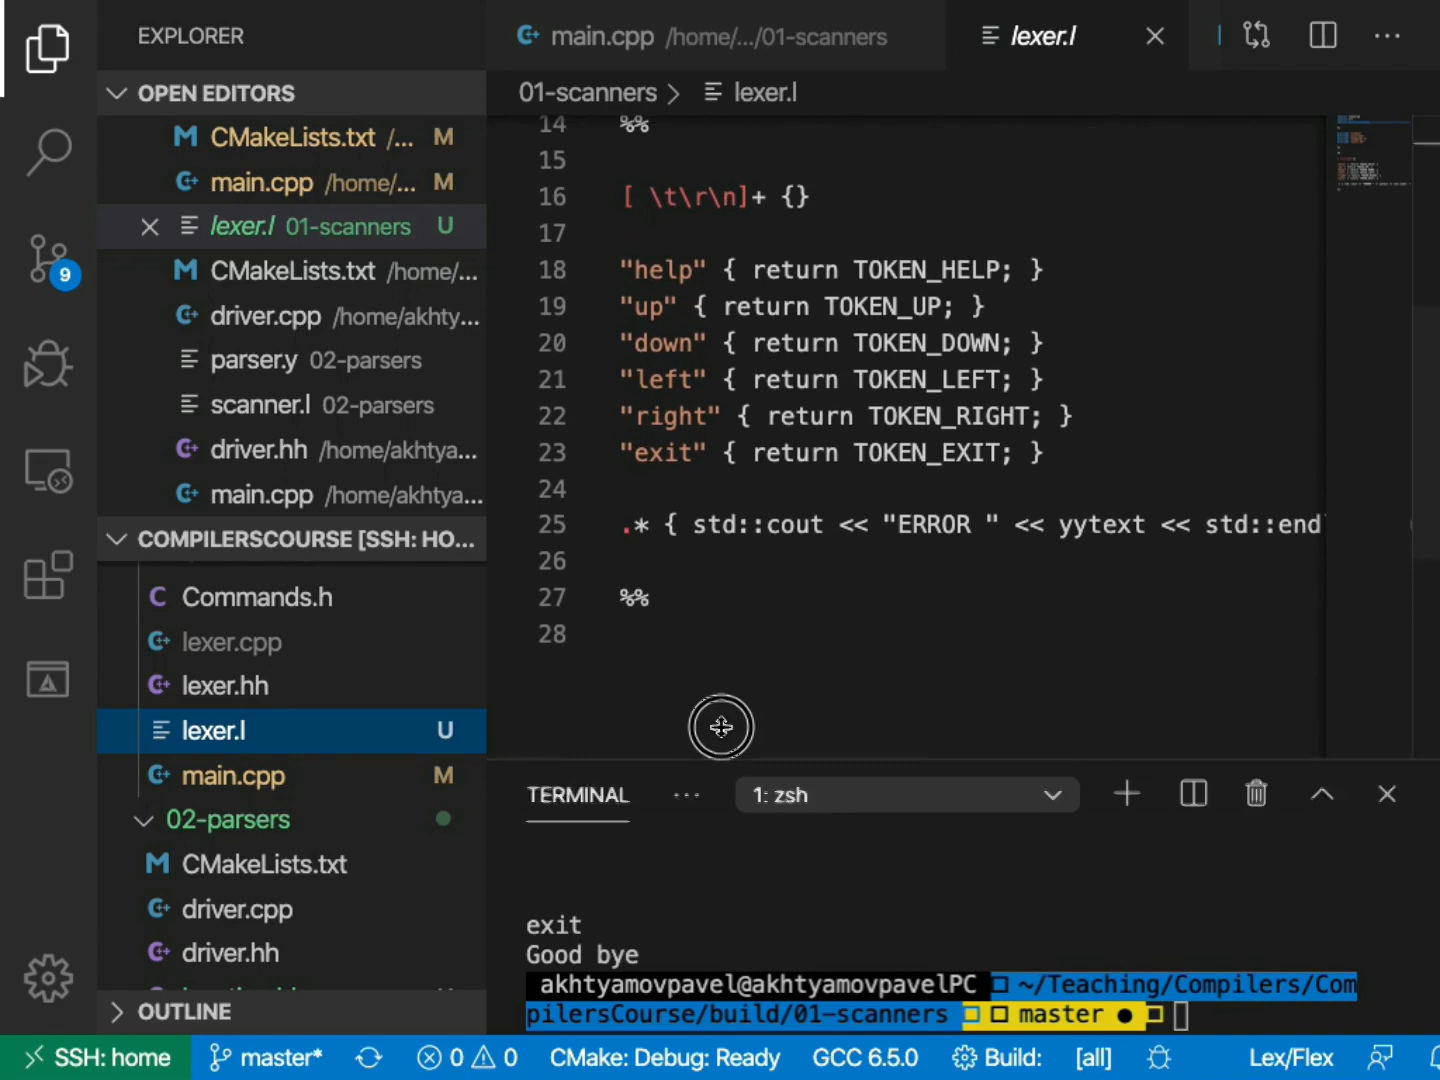 EXPLORER
OPEN EDITORS
CMakeLists.txt /... M
main.cpp /home/... M
lexer.l 01-scanners U
CMakeLists.txt /home/...
driver.cpp /home/akhty...
parser.y 02-parsers
scanner.l 02-parsers
driver.hh /home/akhtya...
main.cpp /home/akhtya...
COMPILERSCOURSE [SSH: HO...
Commands.h
lexer.cpp
lexer.hh
lexer.l U
main.cpp M
02-parsers
CMakeLists.txt
driver.cpp
driver.hh
OUTLINE
9
main.cpp /home/.../01-scanners
lexer.l
01-scanners > lexer.l
14 %%
15
16 [ \t\r\n]+ {}
17
18 "help" { return TOKEN_HELP; }
19 "up" { return TOKEN_UP; }
20 "down" { return TOKEN_DOWN; }
21 "left" { return TOKEN_LEFT; }
22 "right" { return TOKEN_RIGHT; }
23 "exit" { return TOKEN_EXIT; }
24
25 .* { std::cout << "ERROR " << yytext << std::end
26
27 %%
28
TERMINAL ... 1: zsh
exit
Good bye
akhtyamovpavel@akhtyamovpavelPC ~/Teaching/Compilers/Com
pilersCourse/build/01-scanners master ●
SSH: home master* 0 0 CMake: Debug: Ready GCC 6.5.0 Build: [all] Lex/Flex